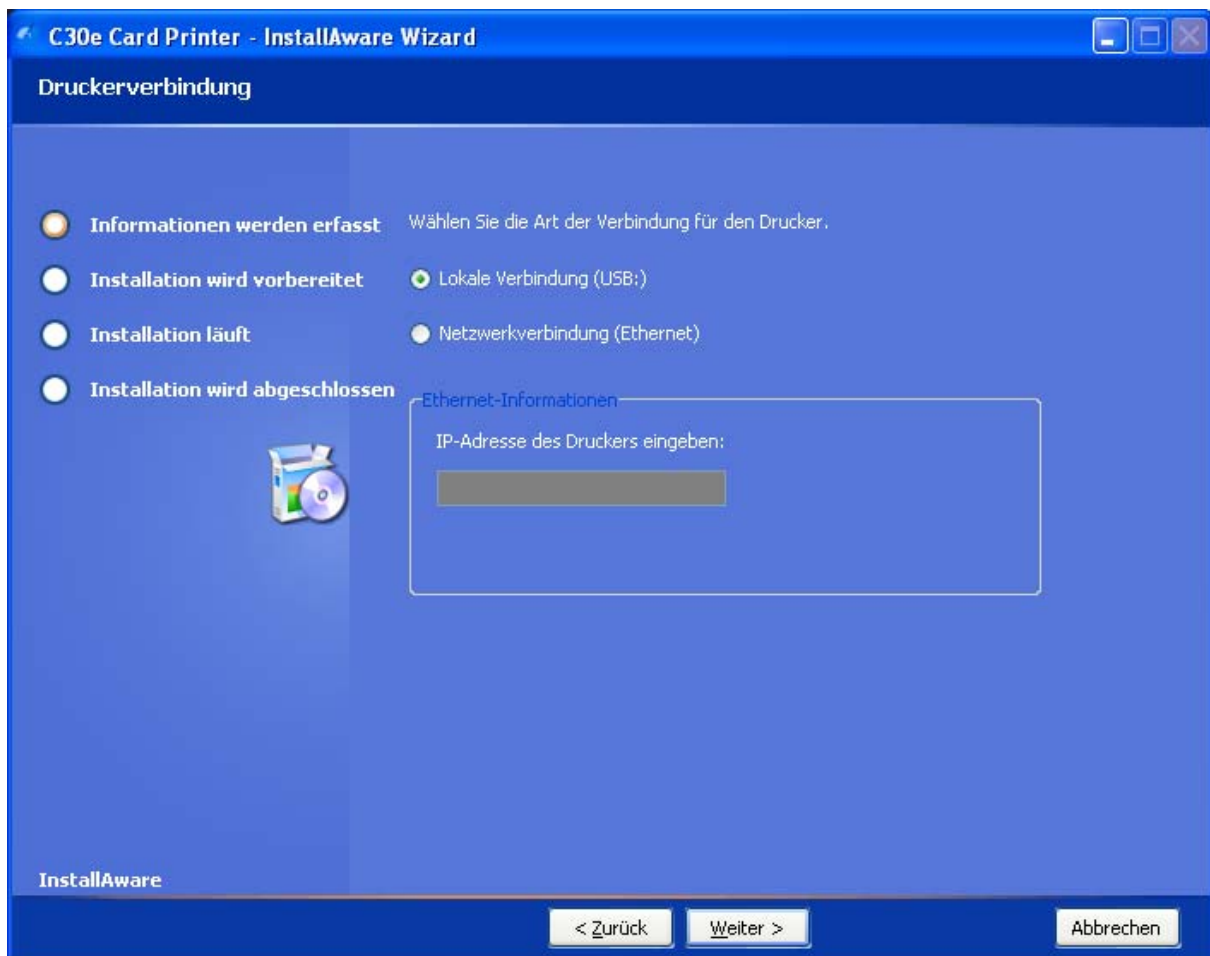 C30e Card Printer - InstallAware Wizard
Druckerverbindung
Informationen werden erfasst
Installation wird vorbereitet
Installation läuft
Installation wird abgeschlossen
Wählen Sie die Art der Verbindung für den Drucker.
Lokale Verbindung (USB:)
Netzwerkverbindung (Ethernet)
Ethernet-Informationen
IP-Adresse des Druckers eingeben:
InstallAware
< Zurück
Weiter >
Abbrechen